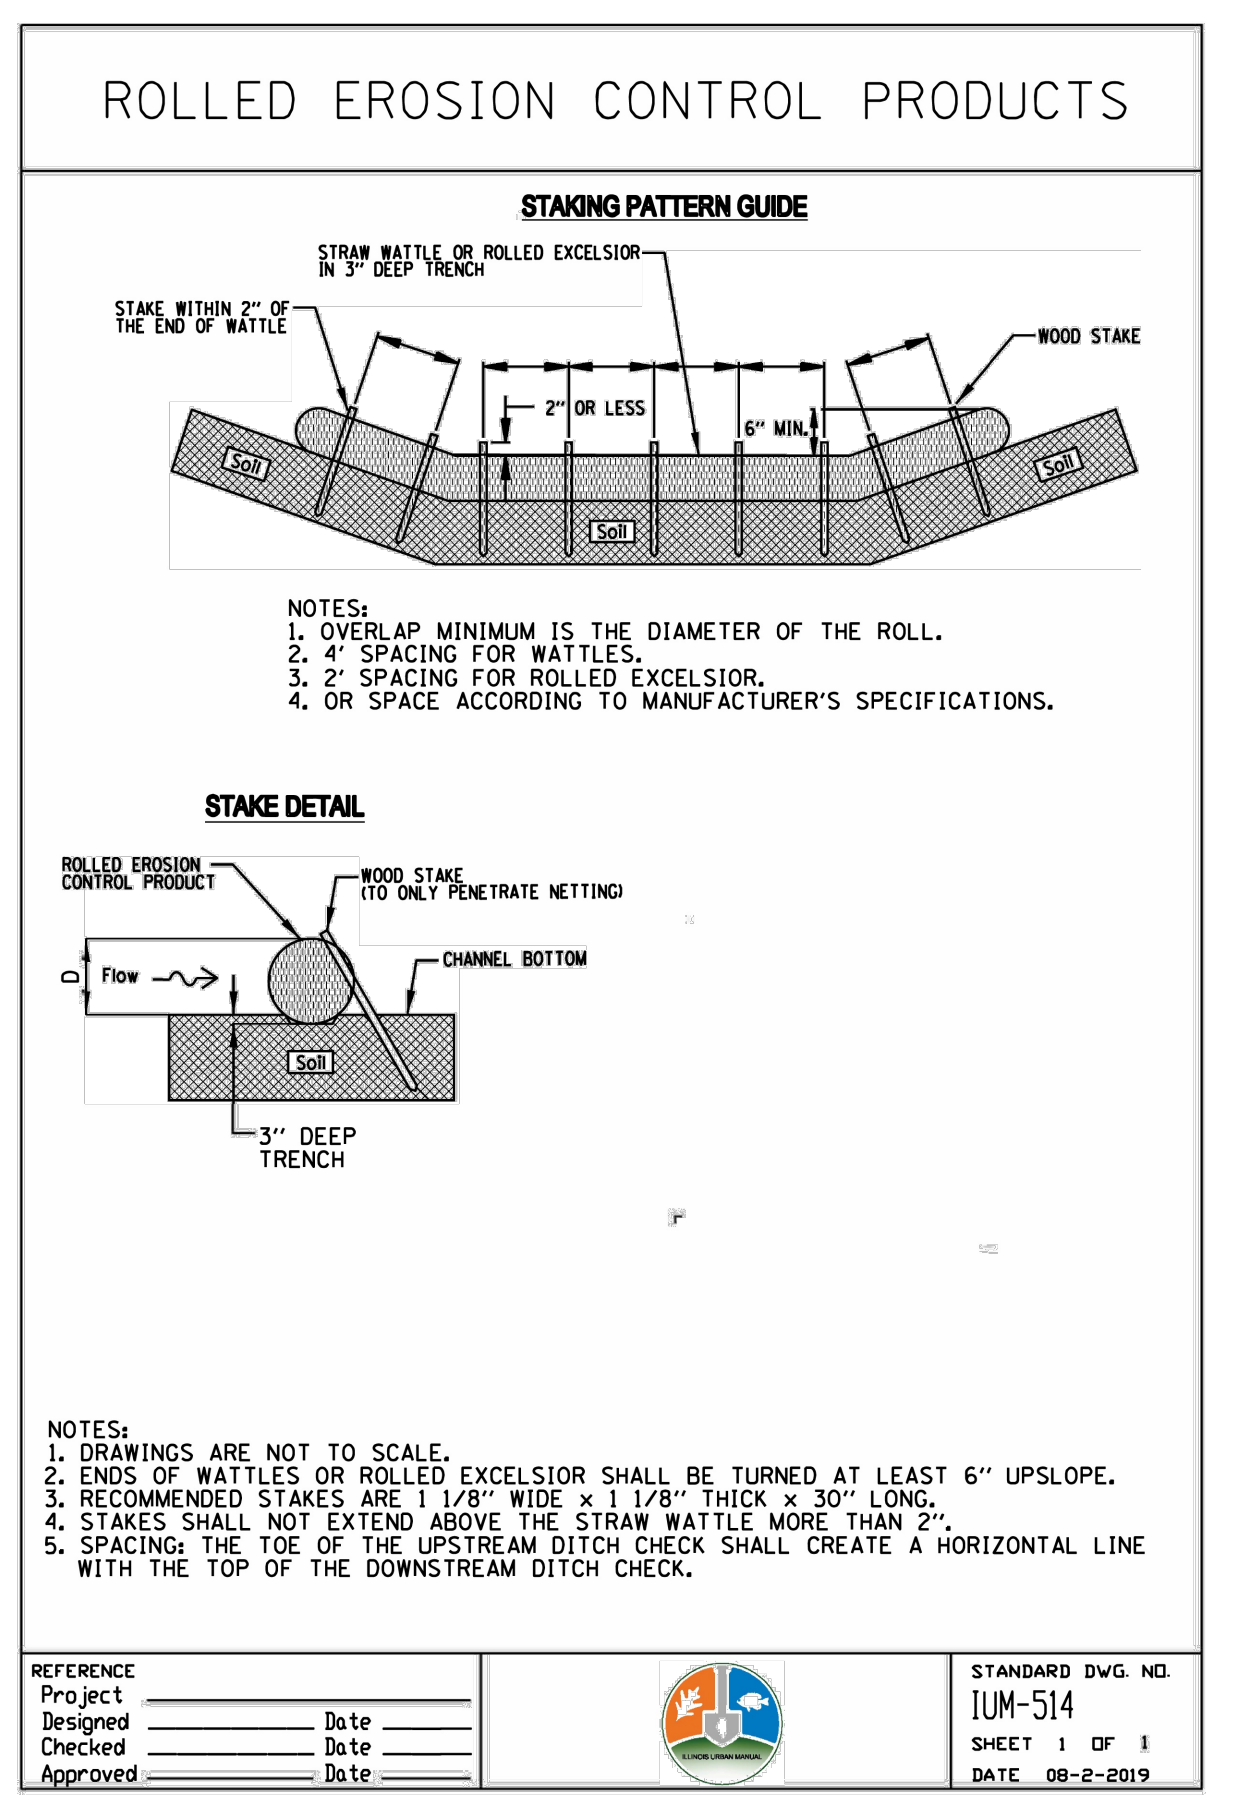 ROLLED EROSION CONTROL PRODUCTS
STAKING PATTERN GUIDE
STRAW WATTLE OR ROLLED EXCELSIOR
IN 3" DEEP TRENCH
STAKE WITHIN 2" OF
THE END OF WATTLE
WOOD STAKE
2" OR LESS
6" MIN.
Soil
Soil
Soil
NOTES:
1. OVERLAP MINIMUM IS THE DIAMETER OF THE ROLL.
2. 4' SPACING FOR WATTLES.
3. 2' SPACING FOR ROLLED EXCELSIOR.
4. OR SPACE ACCORDING TO MANUFACTURER'S SPECIFICATIONS.
STAKE DETAIL
ROLLED EROSION
CONTROL PRODUCT
WOOD STAKE
(TO ONLY PENETRATE NETTING)
CHANNEL BOTTOM
D
Flow
Soil
3" DEEP
TRENCH
NOTES:
1. DRAWINGS ARE NOT TO SCALE.
2. ENDS OF WATTLES OR ROLLED EXCELSIOR SHALL BE TURNED AT LEAST 6" UPSLOPE.
3. RECOMMENDED STAKES ARE 1 1/8" WIDE x 1 1/8" THICK x 30" LONG.
4. STAKES SHALL NOT EXTEND ABOVE THE STRAW WATTLE MORE THAN 2".
5. SPACING: THE TOE OF THE UPSTREAM DITCH CHECK SHALL CREATE A HORIZONTAL LINE
WITH THE TOP OF THE DOWNSTREAM DITCH CHECK.
REFERENCE
Project
Designed Date
Checked Date
Approved Date
ILLINOIS URBAN MANUAL
STANDARD DWG. NO.
IUM-514
SHEET 1 OF 1
DATE 08-2-2019